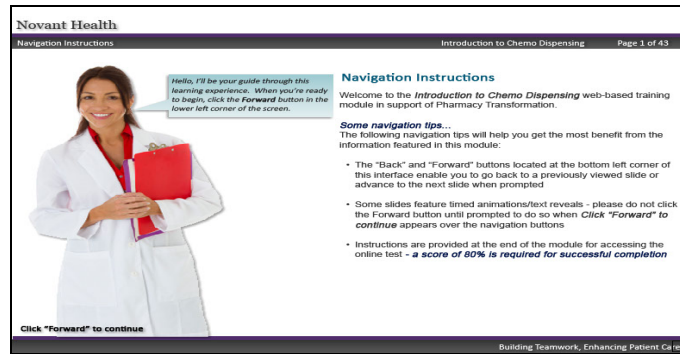 Novant Health
Navigation Instructions Introduction to Chemo Dispensing Page 1 of 43
Hello, I'll be your guide through this
learning experience. When you're ready
to begin, click the Forward button in the
lower left corner of the screen.
Navigation Instructions
Welcome to the Introduction to Chemo Dispensing web-based training
module in support of Pharmacy Transformation.
Some navigation tips...
The following navigation tips will help you get the most benefit from the
information featured in this module:
• The "Back" and "Forward" buttons located at the bottom left corner of
this interface enable you to go back to a previously viewed slide or
advance to the next slide when prompted
• Some slides feature timed animations/text reveals - please do not click
the Forward button until prompted to do so when Click "Forward" to
continue appears over the navigation buttons
• Instructions are provided at the end of the module for accessing the
online test - a score of 80% is required for successful completion
Click "Forward" to continue
Building Teamwork, Enhancing Patient Care